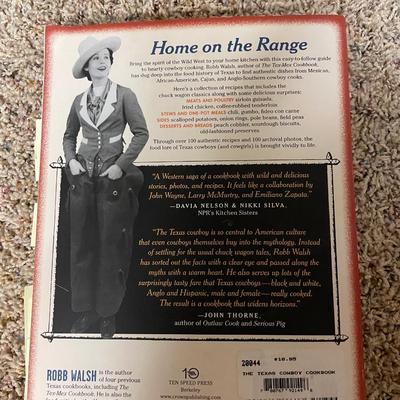 Home on the Range
Bring the spirit of the Wild West to your home kitchen with this easy-to-follow guide
to hearty cowboy cooking. Robb Walsh, author of The Tex-Mex Cookbook,
has dug deep into the food history of Texas to find authentic dishes from Mexican,
African-American, Cajun, and Anglo-Southern cowboy cooks.
Here's a collection of recipes that includes the
chuck wagon classics along with some delicious surprises:
MEATS AND POULTRY sirloin guisada,
fried chicken, coffee-rubbed tenderloin
STEWS AND ONE-POT MEALS chili, gumbo, fideo con carne
SIDES scalloped potatoes, onion rings, pole beans, field peas
DESSERTS AND BREADS peach cobbler, sourdough biscuits,
old-fashioned preserves
Through over 100 authentic recipes and 100 archival photos, the
food lore of Texas cowboys (and cowgirls) is brought vividly to life.
"A Western saga of a cookbook with wild and delicious
stories, photos, and recipes. It feels like a collaboration by
John Wayne, Larry McMurtry, and Emiliano Zapata."
—DAVIA NELSON & NIKKI SILVA,
NPR's Kitchen Sisters
"The Texas cowboy is so central to American culture
that even cowboys themselves buy into the mythology. Instead
of settling for the usual chuck wagon tales, Robb Walsh
has sorted out the facts with a clear eye and passed along the
myths with a warm heart. He also serves up lots of the
surprisingly tasty fare that Texas cowboys—black and white,
Anglo and Hispanic, male and female—really cooked.
The result is a cookbook that widens horizons."
—JOHN THORNE,
author of Outlaw Cook and Serious Pig
ROBB WALSH is the author
of four previous
Texas cookbooks, including The
Tex-Mex Cookbook. He is also the
TEN SPEED PRESS
Berkeley
www.crownpublishing.com
20044
THE TEXAS COWBOY COOKBOOK